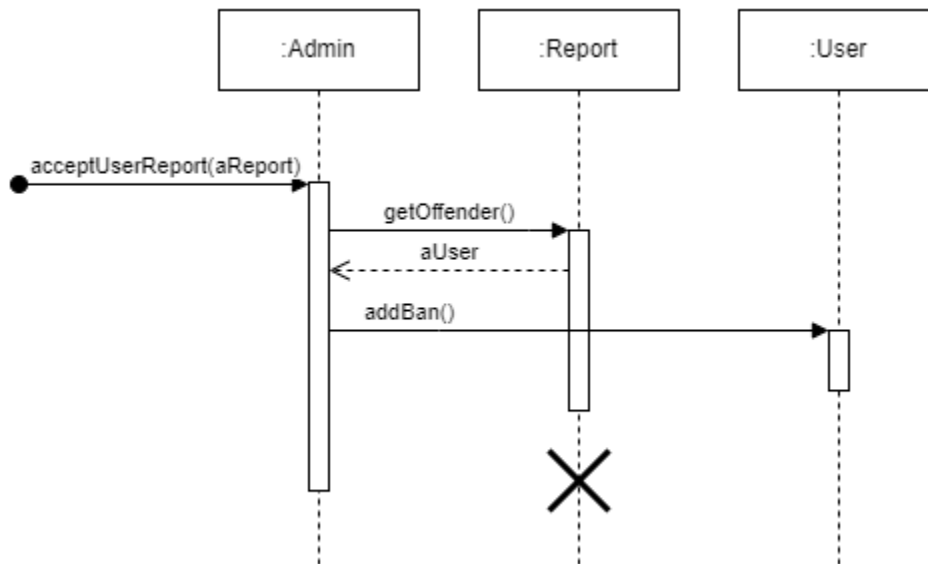 :Admin
:Report
:User
acceptUserReport(aReport)
getOffender()
aUser
addBan()